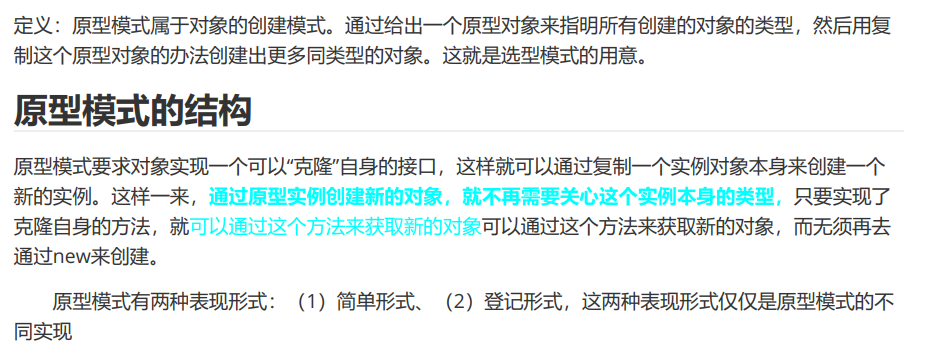 定义：原型模式属于对象的创建模式。通过给出一个原型对象来指明所有创建的对象的类型，然后用复
制这个原型对象的办法创建出更多同类型的对象。这就是选型模式的用意。
原型模式的结构
原型模式要求对象实现一个可以“克隆”自身的接口，这样就可以通过复制一个实例对象本身来创建一个
新的实例。这样一来，通过原型实例创建新的对象，就不再需要关心这个实例本身的类型，只要实现了
克隆自身的方法，就可以通过这个方法来获取新的对象可以通过这个方法来获取新的对象，而无须再去
通过new来创建。
原型模式有两种表现形式：（1）简单形式、（2）登记形式，这两种表现形式仅仅是原型模式的不
同实现